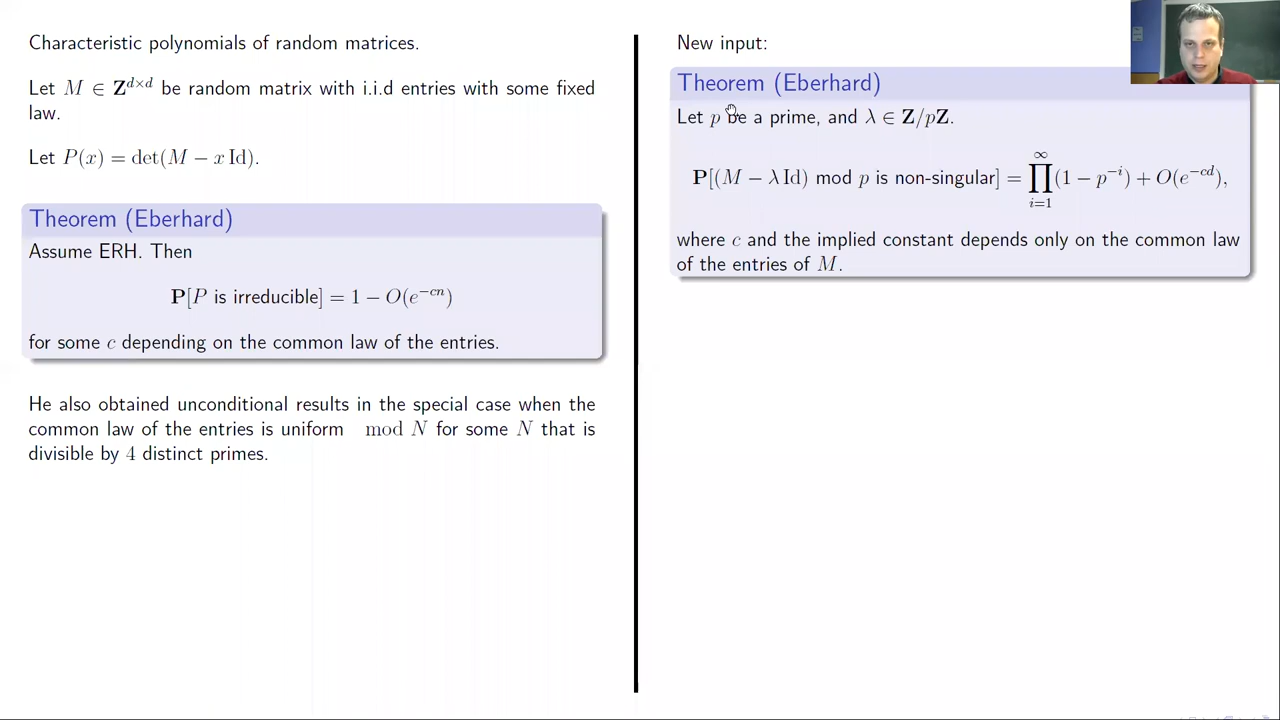 Characteristic polynomials of random matrices.
Let M ∈ Z^{d×d} be random matrix with i.i.d entries with some fixed
law.
Let P(x) = det(M − x Id).
Theorem (Eberhard)
Assume ERH. Then
P[P is irreducible] = 1 − O(e^{−cn})
for some c depending on the common law of the entries.
He also obtained unconditional results in the special case when the
common law of the entries is uniform mod N for some N that is
divisible by 4 distinct primes.
New input:
Theorem (Eberhard)
Let p be a prime, and λ ∈ Z/pZ.
P[(M − λ Id) mod p is non-singular] = ∏_{i=1}^{∞} (1 − p^{−i}) + O(e^{−cd}),
where c and the implied constant depends only on the common law
of the entries of M.